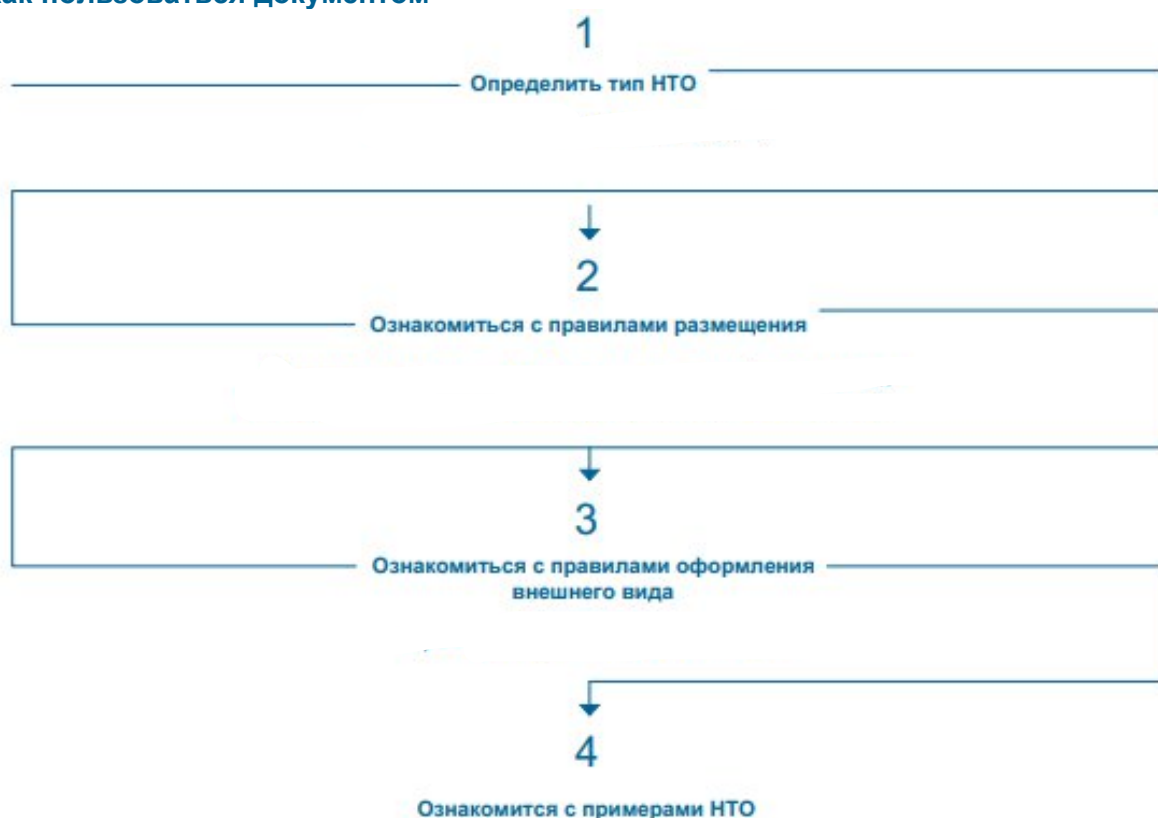 как пользоваться документом
1
Определить тип НТО
2
Ознакомиться с правилами размещения
3
Ознакомиться с правилами оформления
внешнего вида
4
Ознакомится с примерами НТО